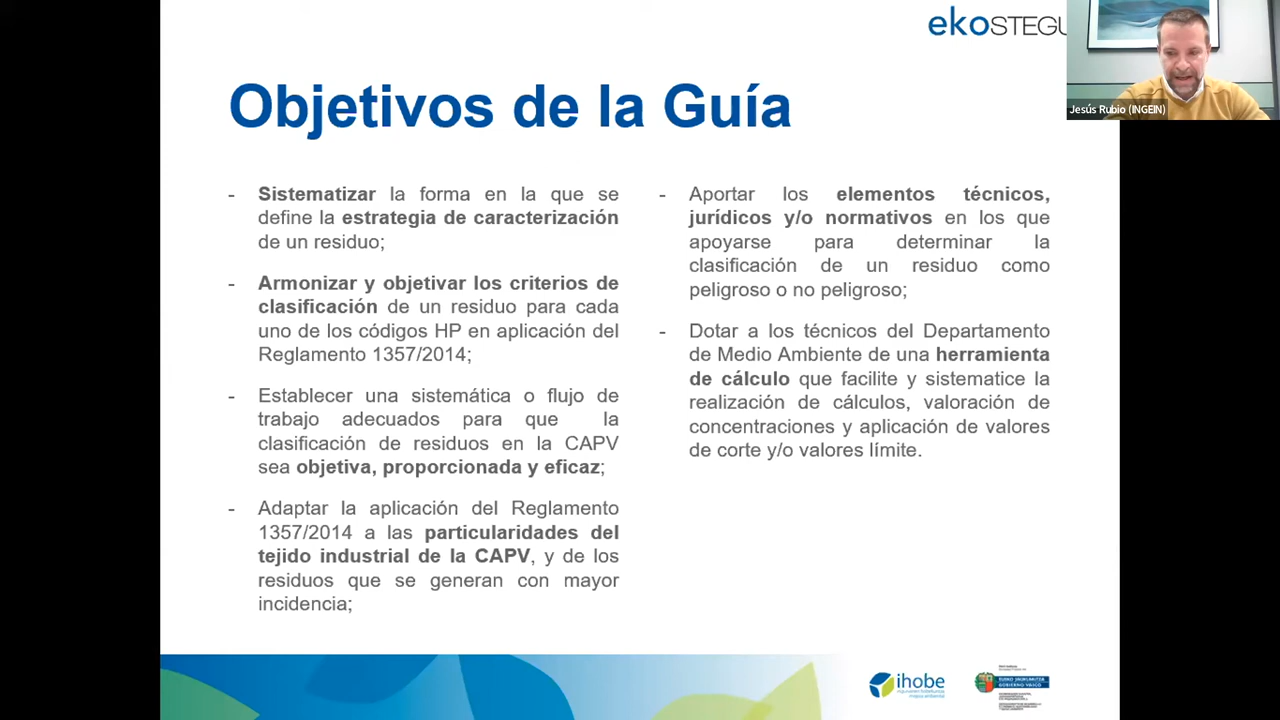 ekoSTEGU
Jesús Rubio (INGEIN)
Objetivos de la Guía
- Sistematizar la forma en la que se
define la estrategia de caracterización
de un residuo;
- Armonizar y objetivar los criterios de
clasificación de un residuo para cada
uno de los códigos HP en aplicación del
Reglamento 1357/2014;
- Establecer una sistemática o flujo de
trabajo adecuados para que la
clasificación de residuos en la CAPV
sea objetiva, proporcionada y eficaz;
- Adaptar la aplicación del Reglamento
1357/2014 a las particularidades del
tejido industrial de la CAPV, y de los
residuos que se generan con mayor
incidencia;
- Aportar los elementos técnicos,
jurídicos y/o normativos en los que
apoyarse para determinar la
clasificación de un residuo como
peligroso o no peligroso;
- Dotar a los técnicos del Departamento
de Medio Ambiente de una herramienta
de cálculo que facilite y sistematice la
realización de cálculos, valoración de
concentraciones y aplicación de valores
de corte y/o valores límite.
ihobe
EUSKO JAURLARITZA
GOBIERNO VASCO